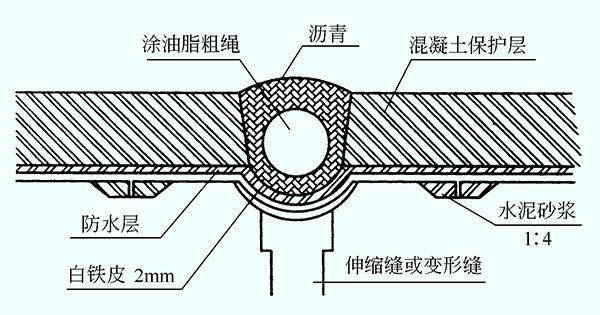 涂油脂粗绳
沥青
混凝土保护层
防水层
水泥砂浆
1:4
白铁皮 2mm
伸缩缝或变形缝